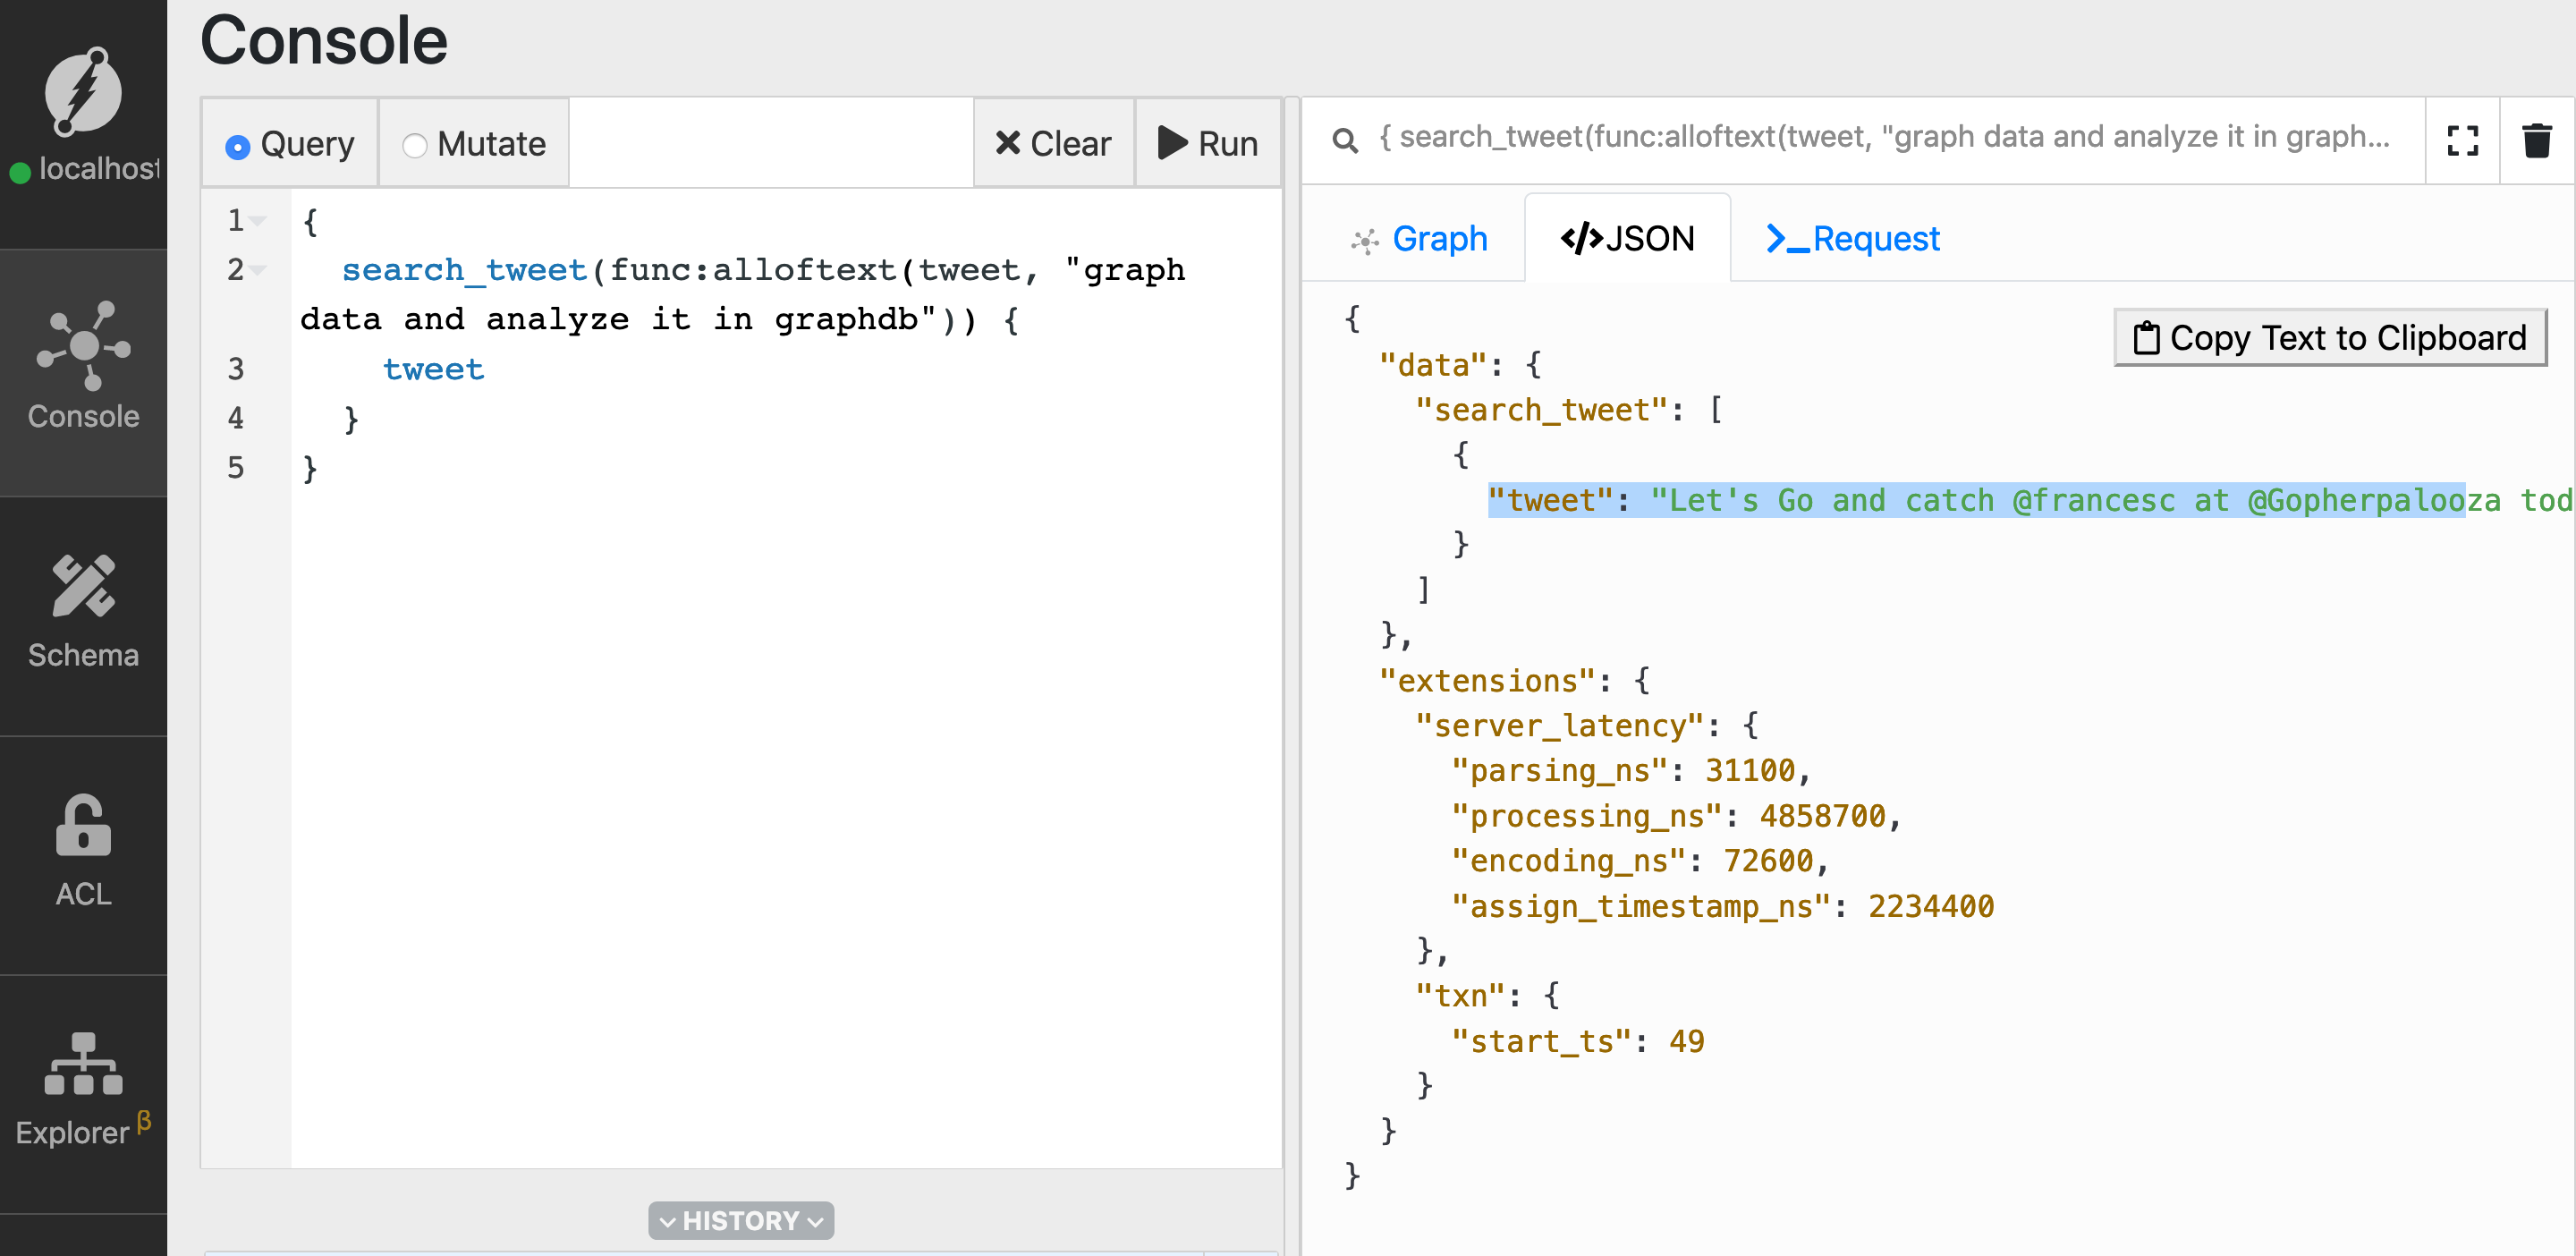 Console
localhost
Console
Schema
ACL
Explorer β
Query
Mutate
Clear
Run
1
{
2
search_tweet(func:alloftext(tweet, "graph
data and analyze it in graphdb")) {
3
tweet
4
}
5
}
HISTORY
{ search_tweet(func:alloftext(tweet, "graph data and analyze it in graph...
Graph
</>JSON
>_Request
Copy Text to Clipboard
{
"data": {
"search_tweet": [
{
"tweet": "Let's Go and catch @francesc at @Gopherpalooza tod
}
]
},
"extensions": {
"server_latency": {
"parsing_ns": 31100,
"processing_ns": 4858700,
"encoding_ns": 72600,
"assign_timestamp_ns": 2234400
},
"txn": {
"start_ts": 49
}
}
}